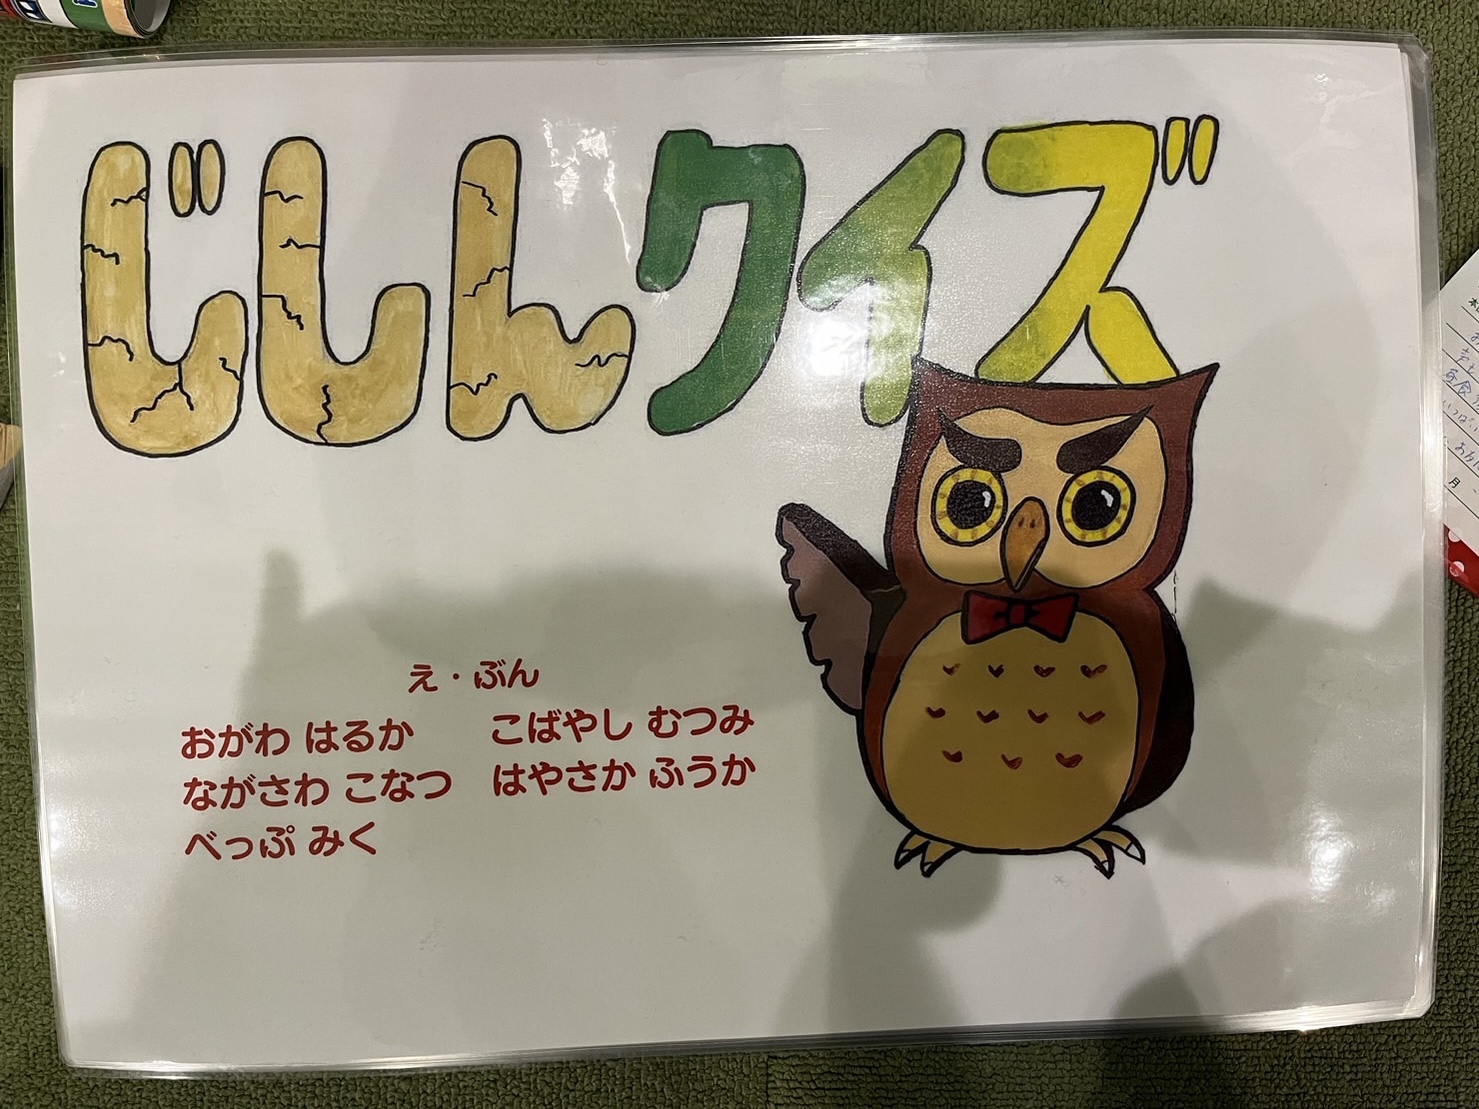 じしんクイズ
え・ぶん
おがわ はるか　こばやし むつみ
ながさわ こなつ　はやさか ふうか
べっぷ みく